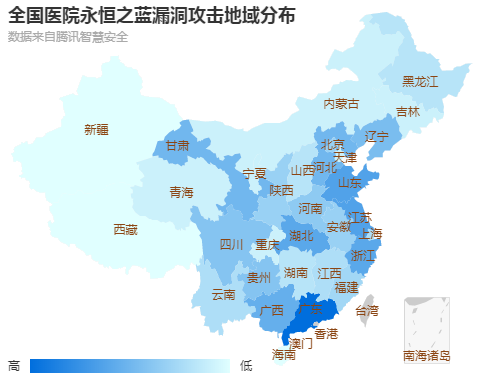 全国医院永恒之蓝漏洞攻击地域分布
数据来自腾讯智慧安全
黑龙江
内蒙古
吉林
新疆
辽宁
北京
甘肃
天津
宁夏
山西
河北
山东
青海
陕西
河南
江苏
西藏
安徽
上海
四川
重庆
湖北
浙江
湖南
江西
贵州
福建
云南
广西
台湾
香港
澳门
海南
南海诸岛
高
低